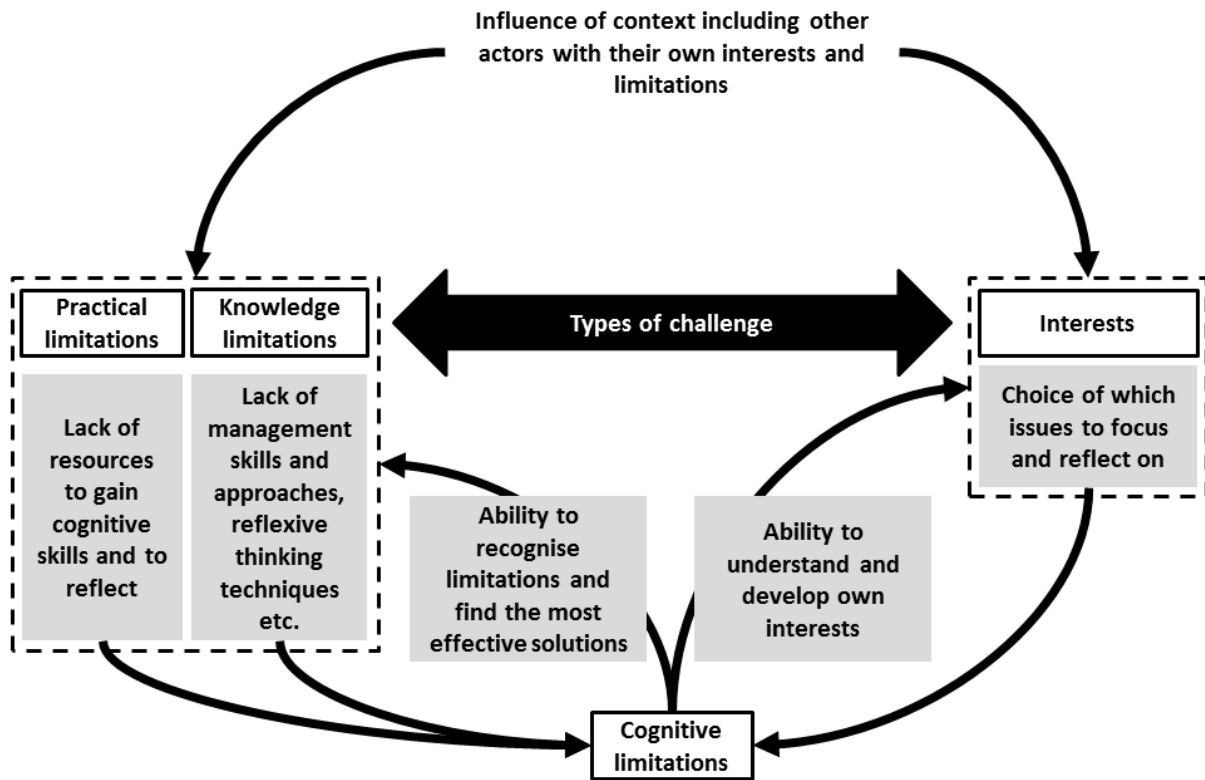 Influence of context including other
actors with their own interests and
limitations
Practical
limitations
Knowledge
limitations
Types of challenge
Interests
Lack of
resources
to gain
cognitive
skills and to
reflect
Lack of
management
skills and
approaches,
reflexive
thinking
techniques
etc.
Choice of which
issues to focus
and reflect on
Ability to
recognise
limitations and
find the most
effective solutions
Ability to
understand and
develop own
interests
Cognitive
limitations